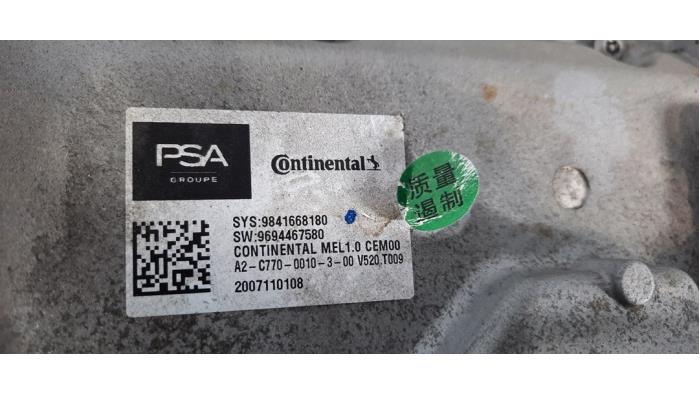 PSA
GROUPE
Continental
质量
遏制
SYS:9841668180
SW:9694467580
CONTINENTAL M.EL1.0 CEM00
A2-C770-0010-3-00 V520.T009
2007110108